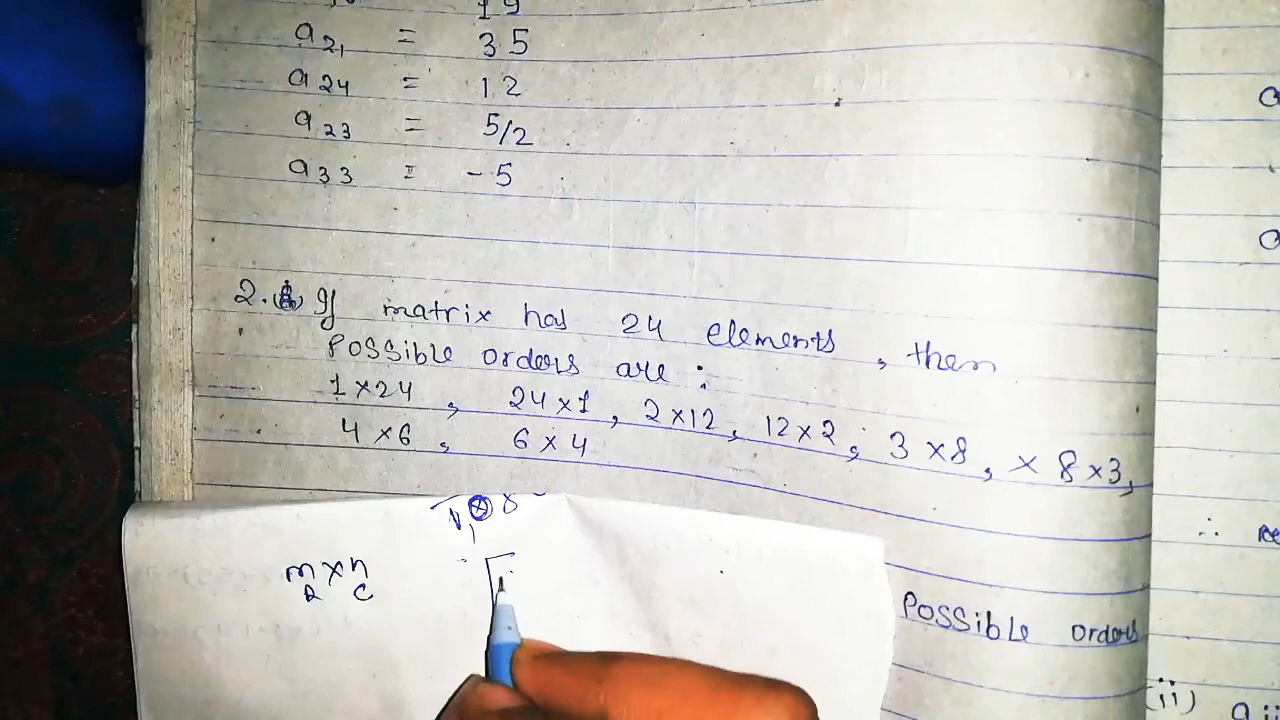 19
a21 = 35
a24 = 12
a23 = 5/2
a33 = -5
2. If matrix has 24 elements, then
Possible orders are :
1×24, 24×1, 2×12, 12×2, 3×8, × 8×3,
4×6, 6×4
m×n
R C
Possible orders
∴
(ii)